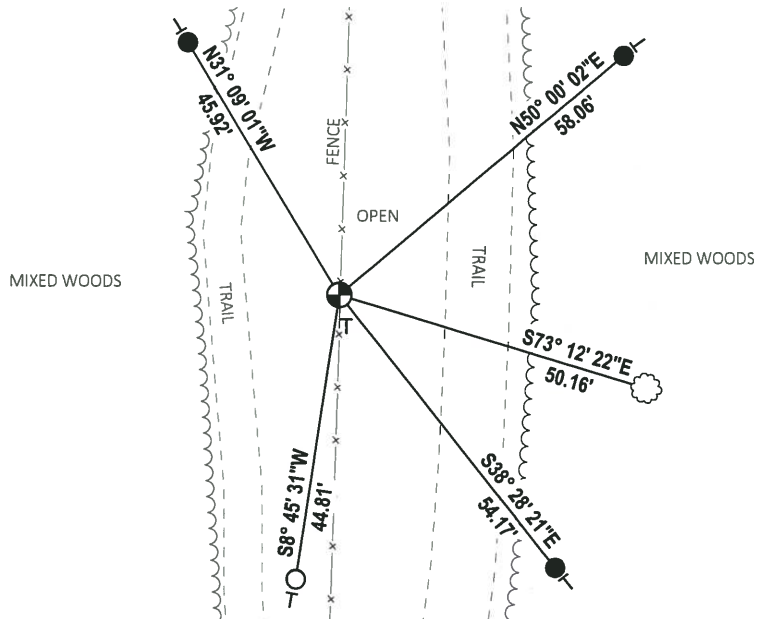 N31° 09' 01"W
45.92'
N50° 00' 02"E
58.06'
FENCE
OPEN
MIXED WOODS
TRAIL
TRAIL
MIXED WOODS
T
S73° 12' 22"E
50.16'
S8° 45' 31"W
44.81'
S38° 28' 21"E
54.17'
T
T
T
T